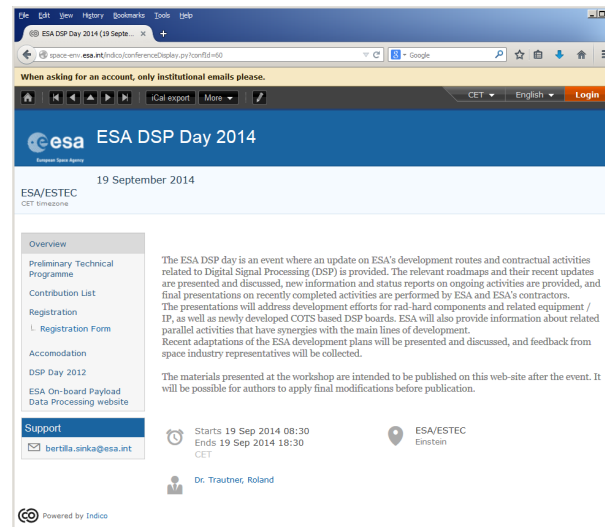 File Edit View History Bookmarks Tools Help
ESA DSP Day 2014 (19 Septe... × +
space-env.esa.int/indico/conferenceDisplay.py?confId=60 Google
When asking for an account, only institutional emails please.
iCal export More CET English Login
esa ESA DSP Day 2014
European Space Agency
19 September 2014
ESA/ESTEC
CET timezone
Overview
Preliminary Technical
Programme
Contribution List
Registration
Registration Form
Accomodation
DSP Day 2012
ESA On-board Payload
Data Processing website
Support
bertilla.sinka@esa.int
The ESA DSP day is an event where an update on ESA's development routes and contractual activities
related to Digital Signal Processing (DSP) is provided. The relevant roadmaps and their recent updates
are presented and discussed, new information and status reports on ongoing activities are provided, and
final presentations on recently completed activities are performed by ESA and ESA's contractors.
The presentations will address development efforts for rad-hard components and related equipment /
IP, as well as newly developed COTS based DSP boards. ESA will also provide information about related
parallel activities that have synergies with the main lines of development.
Recent adaptations of the ESA development plans will be presented and discussed, and feedback from
space industry representatives will be collected.
The materials presented at the workshop are intended to be published on this web-site after the event. It
will be possible for authors to apply final modifications before publication.
Starts 19 Sep 2014 08:30
Ends 19 Sep 2014 18:30
CET
ESA/ESTEC
Einstein
Dr. Trautner, Roland
Powered by Indico